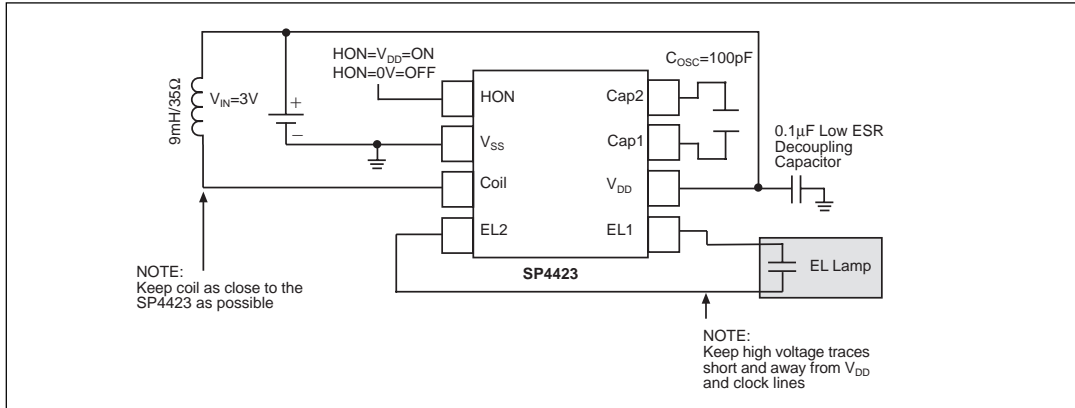 HON=VDD=ON
HON=0V=OFF
COSC=100pF
9mH/35Ω
VIN=3V
+
−
HON
Cap2
VSS
Cap1
0.1µF Low ESR
Decoupling
Capacitor
Coil
VDD
EL2
EL1
SP4423
EL Lamp
NOTE:
Keep coil as close to the
SP4423 as possible
NOTE:
Keep high voltage traces
short and away from VDD
and clock lines